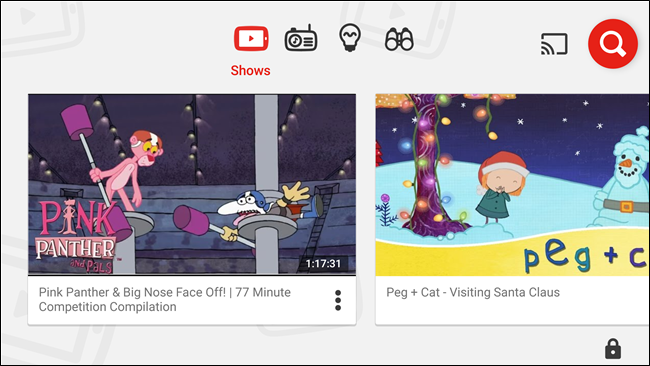 Shows
PINK
PANTHER
and PALS
1:17:31
peg + c
Pink Panther & Big Nose Face Off! | 77 Minute
Competition Compilation
Peg + Cat - Visiting Santa Claus